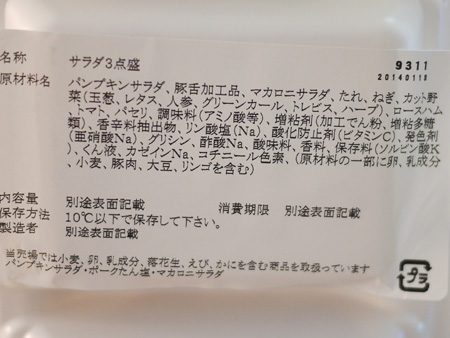 名称 サラダ3点盛 9311
20140118
原材料名 パンプキンサラダ、豚舌加工品、マカロニサラダ、たれ、ねぎ、カット野
菜(玉葱、レタス、人参、グリーンカール、トレビス、ハーブ)、ロースハム
、トマト、パセリ、調味料(アミノ酸等)、増粘剤(加工でん粉、増粘多糖
類)、香辛料抽出物、リン酸塩(Na)、酸化防止剤(ビタミンC)、発色剤
(亜硝酸Na)、グリシン、酢酸Na、酸味料、香料、保存料(ソルビン酸K
)、くん液、カゼインNa、コチニール色素、(原材料の一部に卵、乳成分
、小麦、豚肉、大豆、リンゴを含む)
内容量 別途表面記載 消費期限 別途表面記載
保存方法 10℃以下で保存して下さい。
製造者 別途表面記載
当売場では小麦、卵、乳成分、落花生、えび、かにを含む商品を取扱っています
パンプキンサラダ・ポークたん塩・マカロニサラダ
プラ